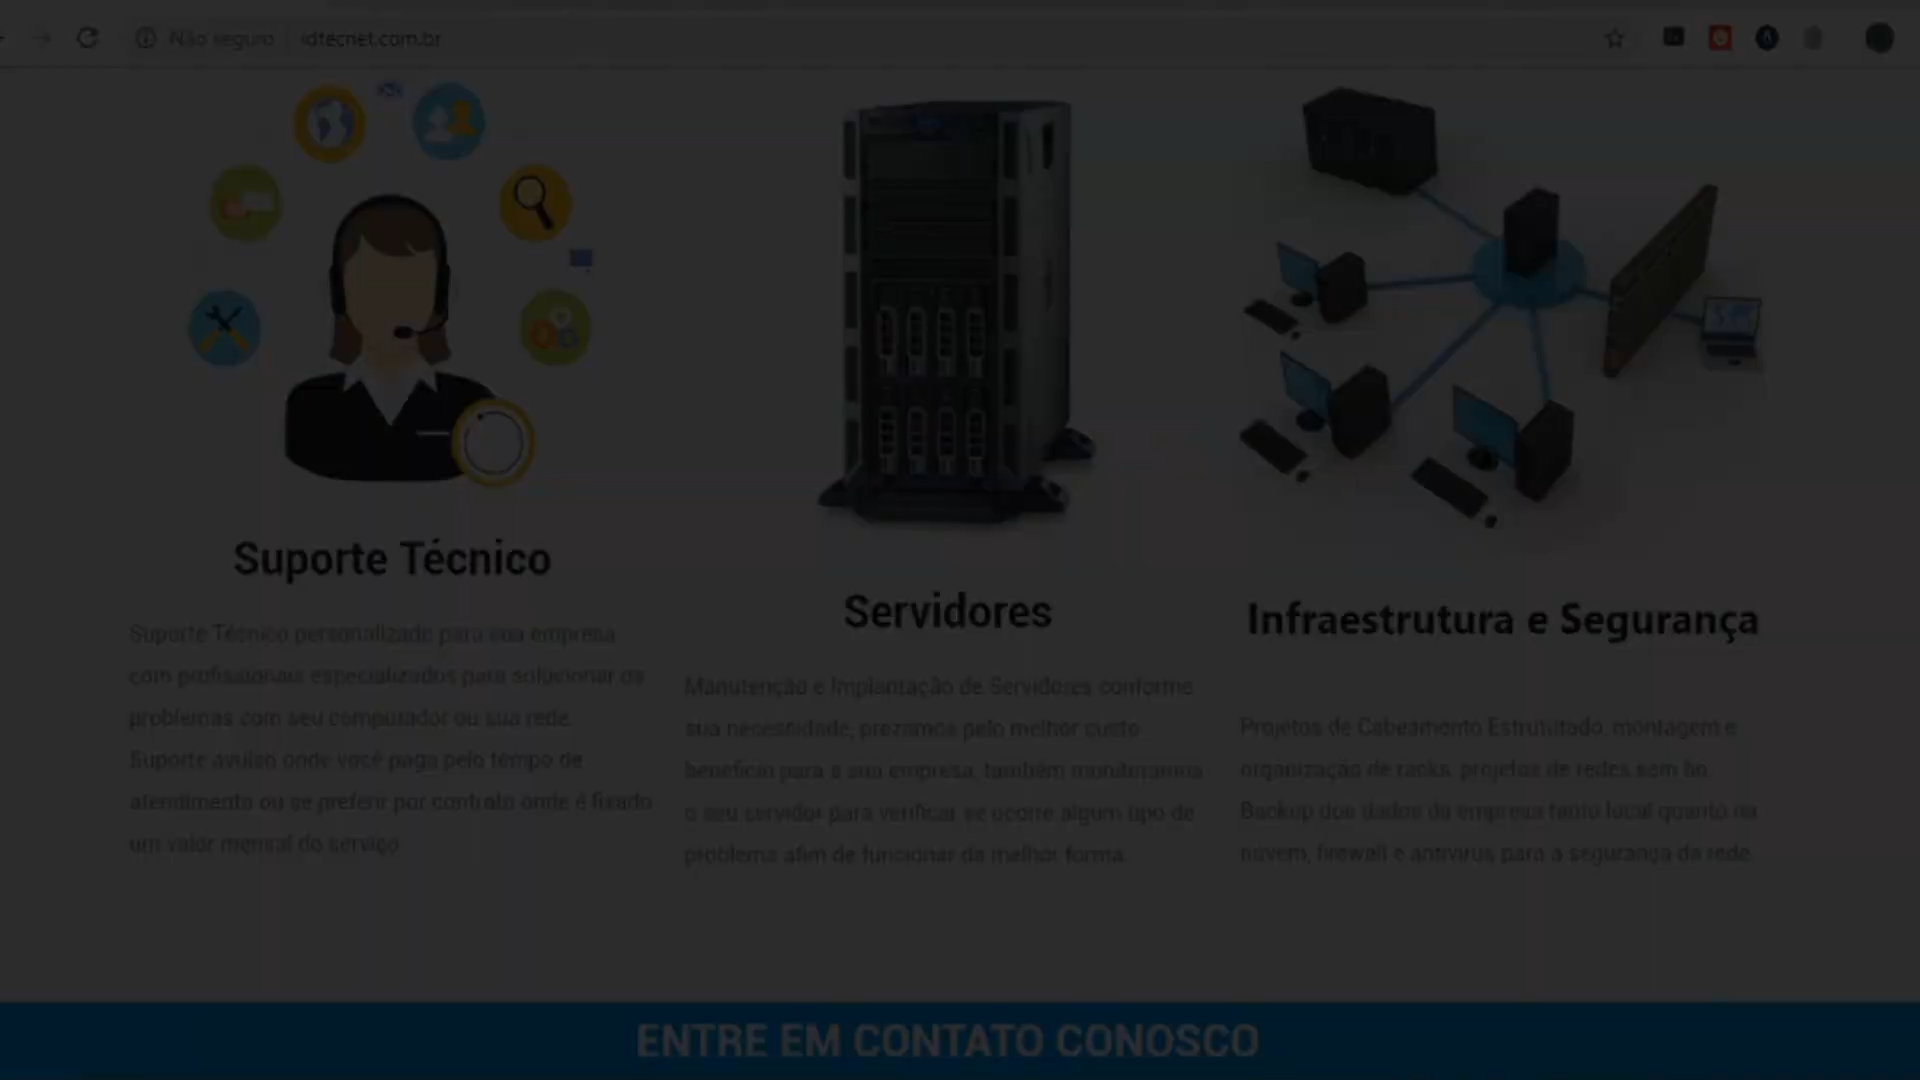 Não seguro idtecnet.com.br
Suporte Técnico
Suporte Técnico personalizado para sua empresa
com profissionais especializados para solucionar os
problemas com seu computador ou sua rede.
Suporte avulso onde você paga pelo tempo de
atendimento ou se preferir por contrato onde é fixado
um valor mensal do serviço.
Servidores
Manutenção e Implantação de Servidores conforme
sua necessidade, prezamos pelo melhor custo
benefício para a sua empresa, também monitoramos
o seu servidor para verificar se ocorre algum tipo de
problema afim de funcionar da melhor forma.
Infraestrutura e Segurança
Projetos de Cabeamento Estrututado, montagem e
organização de racks, projetos de redes sem fio.
Backup dos dados da empresa tanto local quanto na
nuvem, firewall e antivírus para a segurança da rede.
ENTRE EM CONTATO CONOSCO